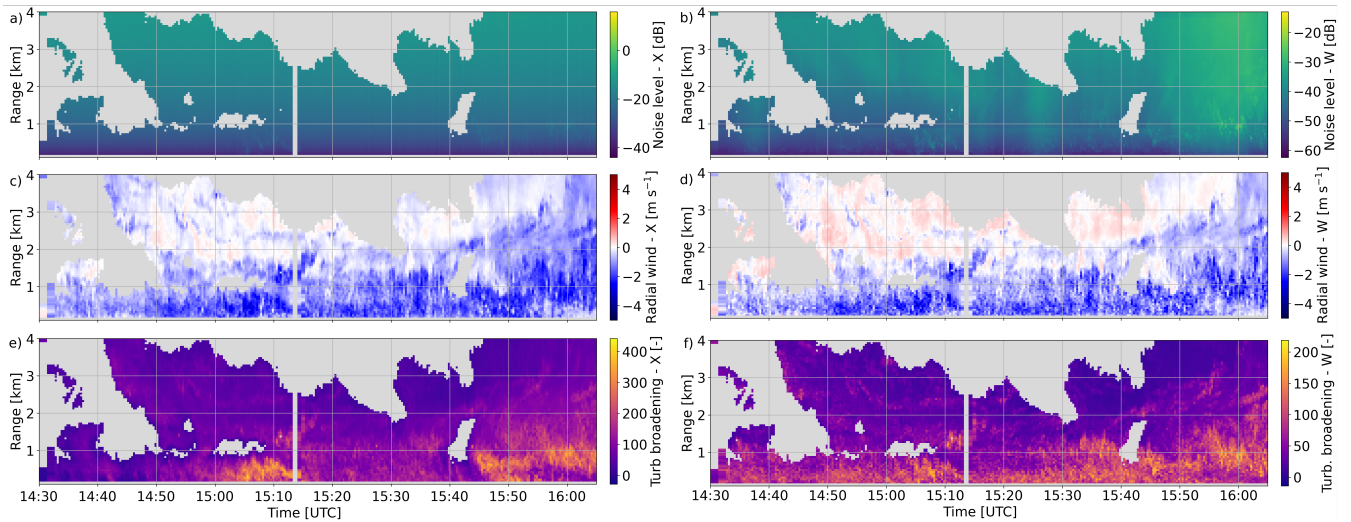 a)
4
3
2
1
Range [km]
0
−20
−40
Noise level - X [dB]
b)
4
3
2
1
Range [km]
−20
−30
−40
−50
−60
Noise level - W [dB]
c)
4
3
2
1
Range [km]
4
2
0
−2
−4
Radial wind - X [m s⁻¹]
d)
4
3
2
1
Range [km]
4
2
0
−2
−4
Radial wind - W [m s⁻¹]
e)
4
3
2
1
Range [km]
400
300
200
100
0
Turb broadening - X [-]
14:30 14:40 14:50 15:00 15:10 15:20 15:30 15:40 15:50 16:00
Time [UTC]
f)
4
3
2
1
Range [km]
200
150
100
50
0
Turb. broadening - W [-]
14:30 14:40 14:50 15:00 15:10 15:20 15:30 15:40 15:50 16:00
Time [UTC]